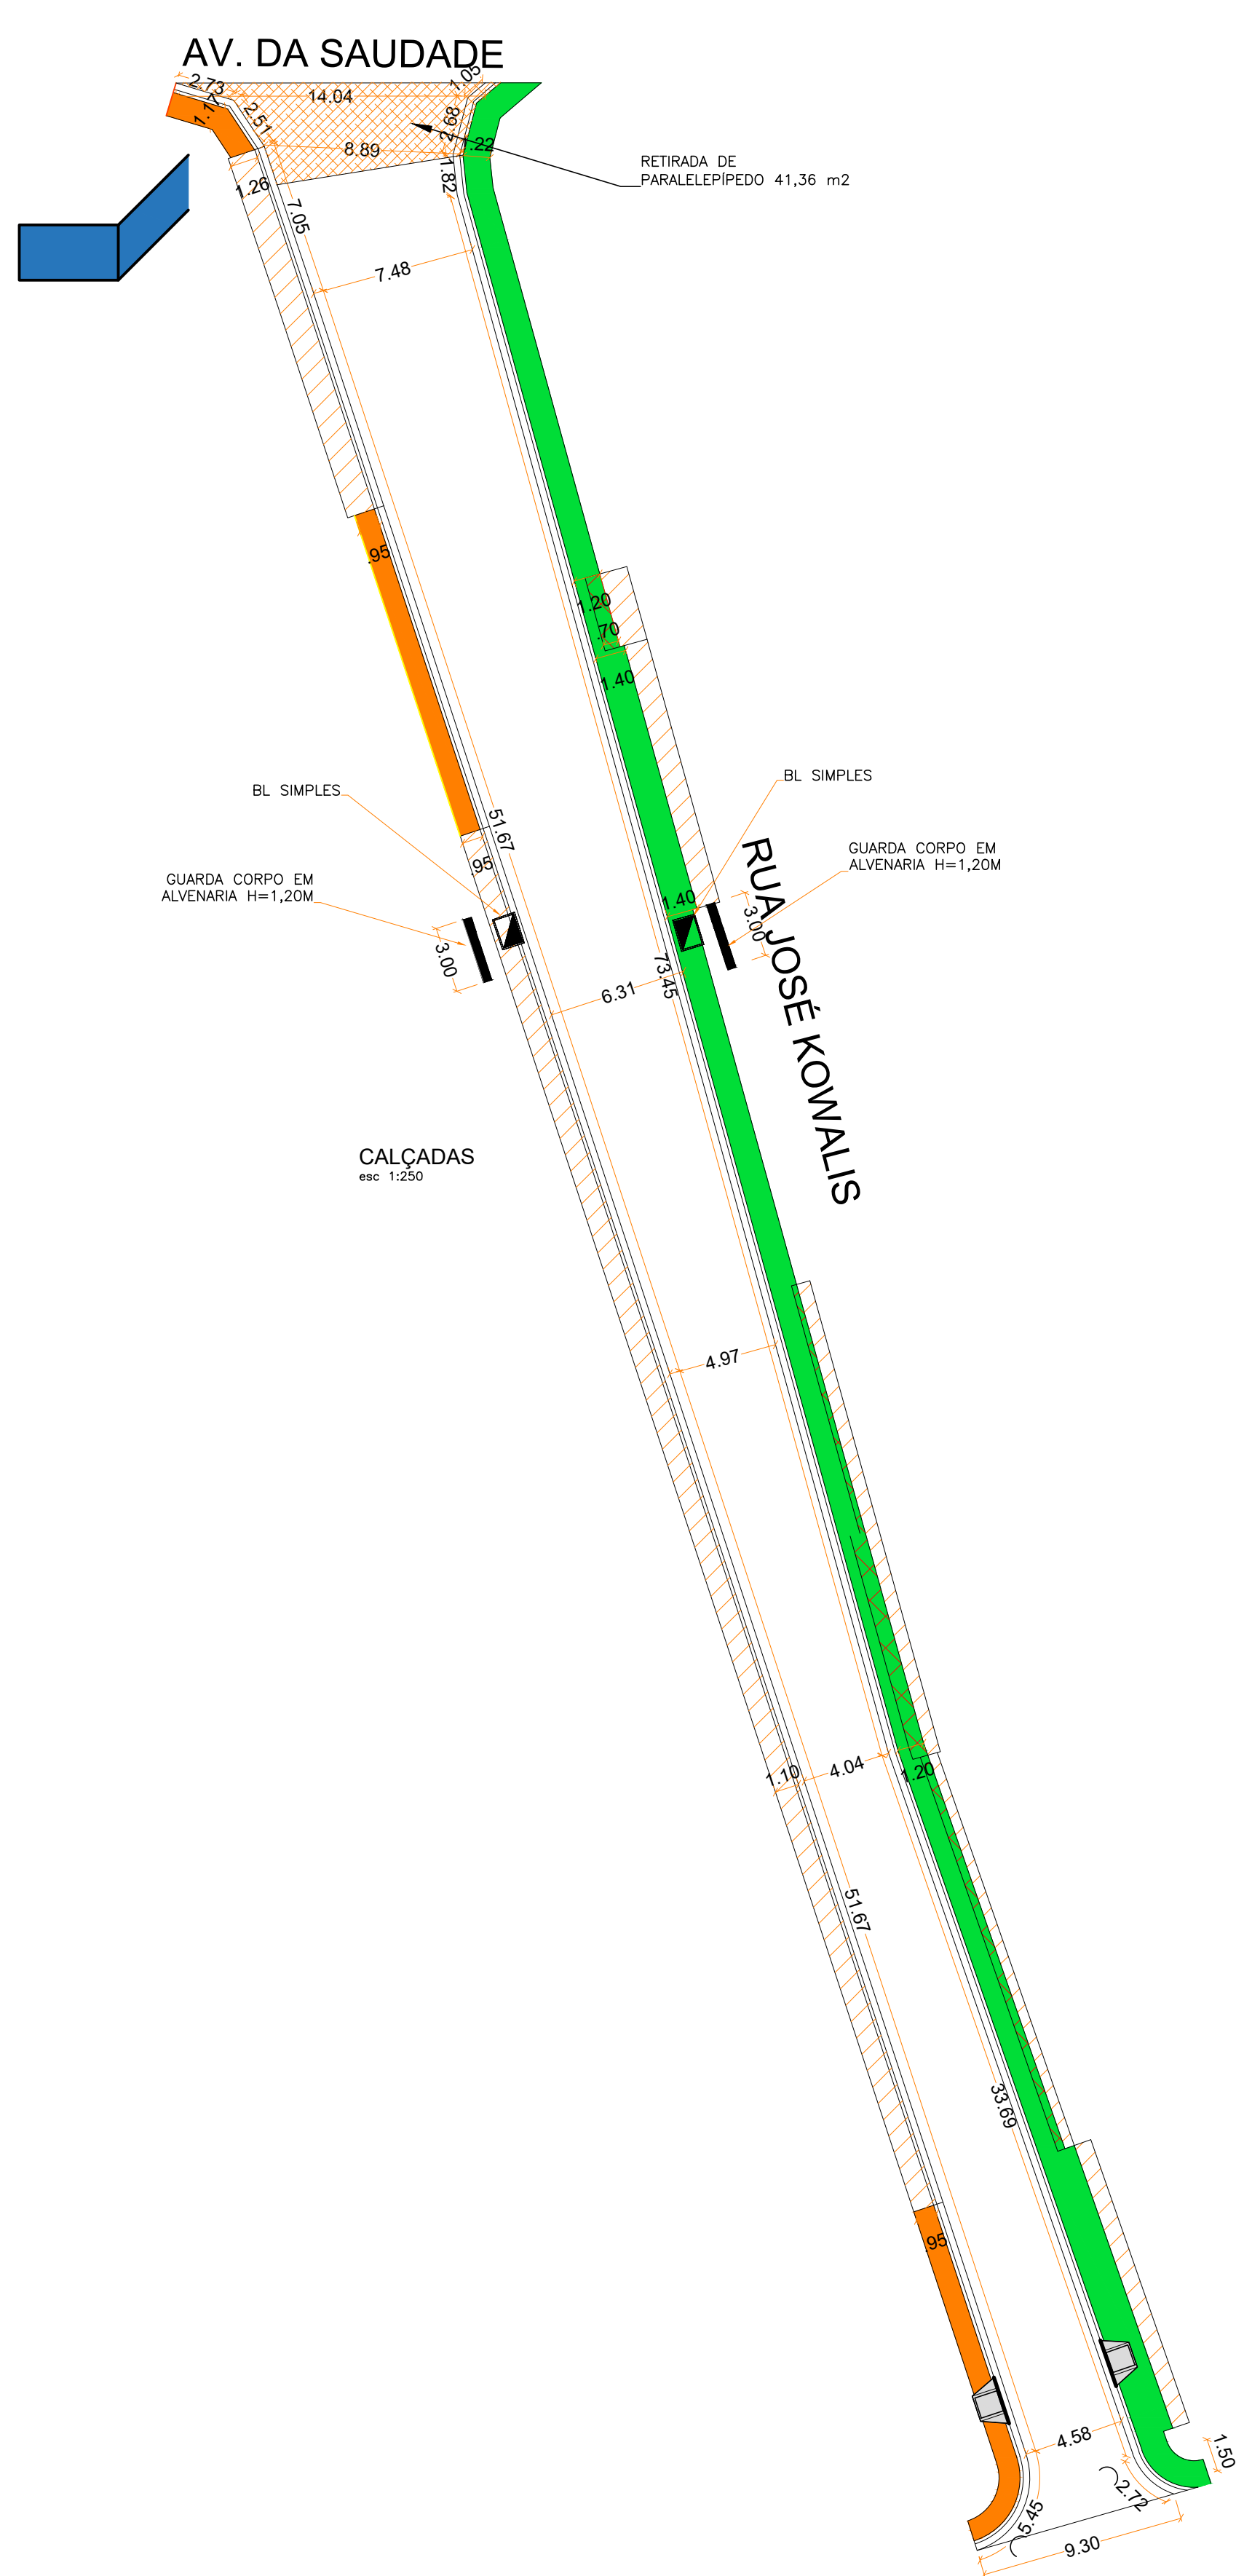 AV. DA SAUDADE
2.73
1.05
14.04
1.17
2.51
2.68
8.89
.22
RETIRADA DE
PARALELEPÍPEDO 41,36 m2
1.82
1.26
7.05
7.48
.95
1.20
.70
1.40
BL SIMPLES
BL SIMPLES
51.67
GUARDA CORPO EM
ALVENARIA H=1,20M
.95
GUARDA CORPO EM
ALVENARIA H=1,20M
1.40
3.00
3.00
73.45
6.31
RUA JOSÉ KOWALIS
CALÇADAS
esc 1:250
4.97
1.10
4.04
1.20
51.67
33.69
.95
4.58
1.50
2.72
5.45
9.30